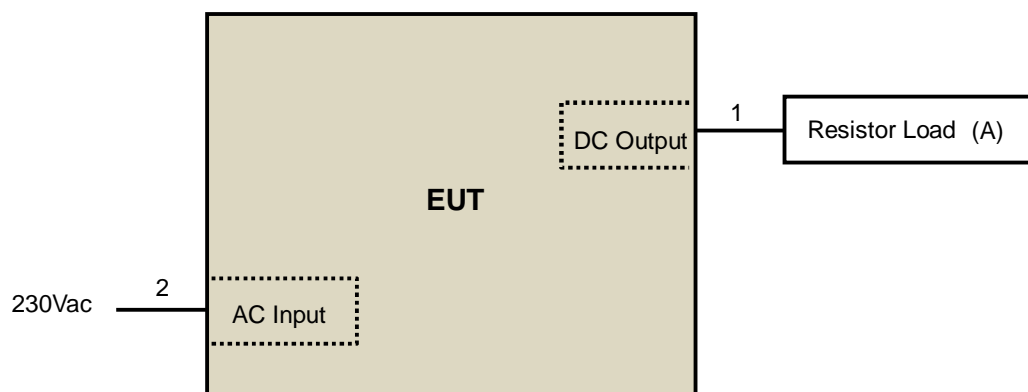 1
Resistor Load (A)
DC Output
EUT
2
230Vac
AC Input